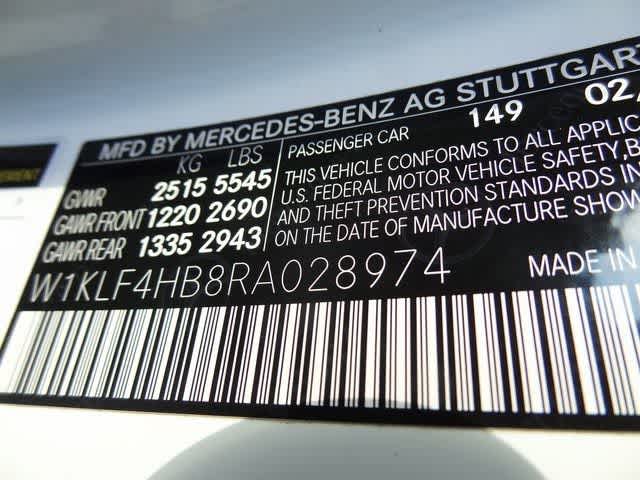 MFD BY MERCEDES-BENZ AG STUTTGAR
KG LBS
GVWR 2515 5545
GAWR FRONT 1220 2690
GAWR REAR 1335 2943
PASSENGER CAR 149 02
THIS VEHICLE CONFORMS TO ALL APPLIC
U.S. FEDERAL MOTOR VEHICLE SAFETY, B
AND THEFT PREVENTION STANDARDS IN
ON THE DATE OF MANUFACTURE SHOW
W1KLF4HB8RA028974
MADE IN